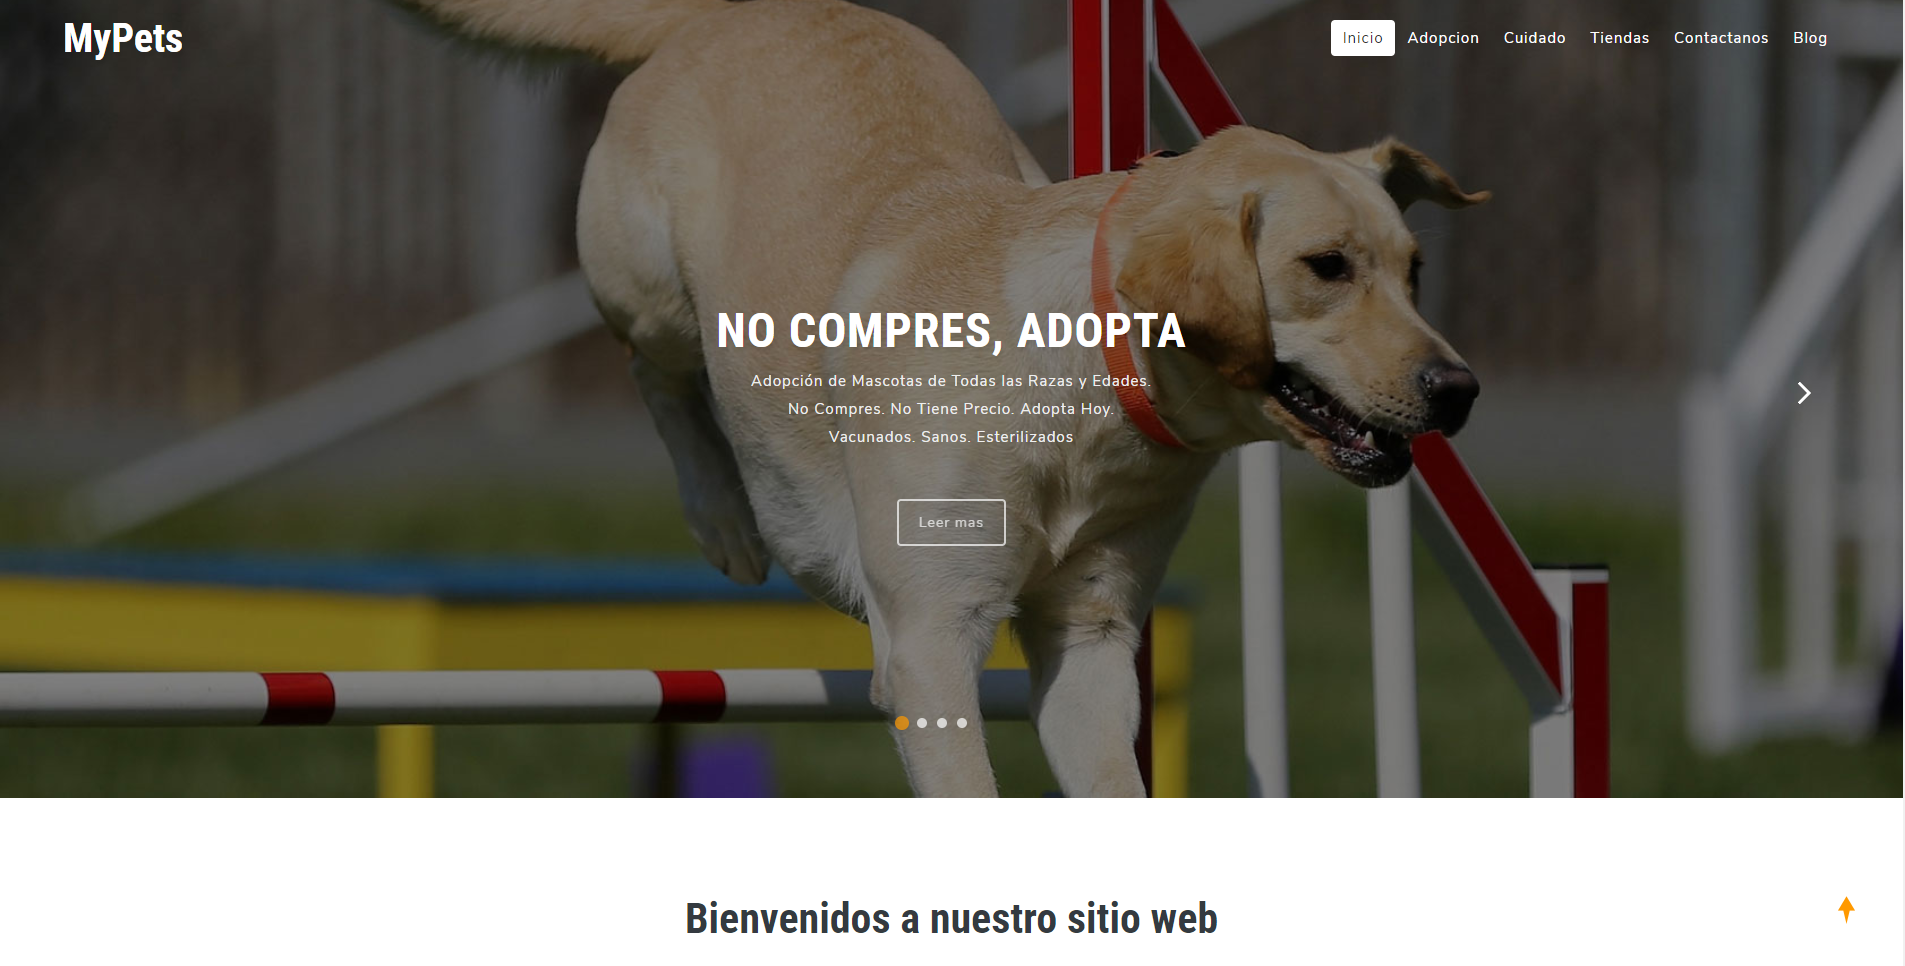 MyPets
Inicio Adopcion Cuidado Tiendas Contactanos Blog
NO COMPRES, ADOPTA
Adopción de Mascotas de Todas las Razas y Edades.
No Compres. No Tiene Precio. Adopta Hoy.
Vacunados. Sanos. Esterilizados
Leer mas
Bienvenidos a nuestro sitio web